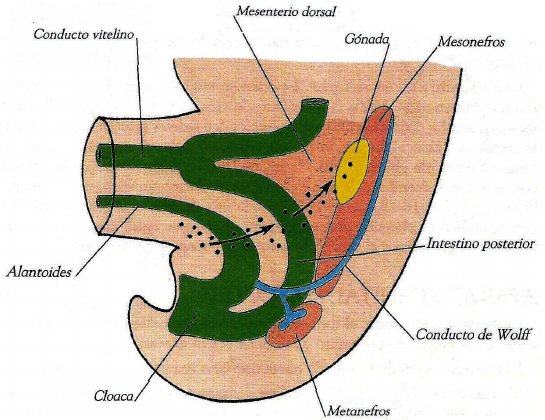 Mesenterio dorsal
Conducto vitelino
Gónada
Mesonefros
Intestino posterior
Alantoides
Conducto de Wolff
Cloaca
Metanefros